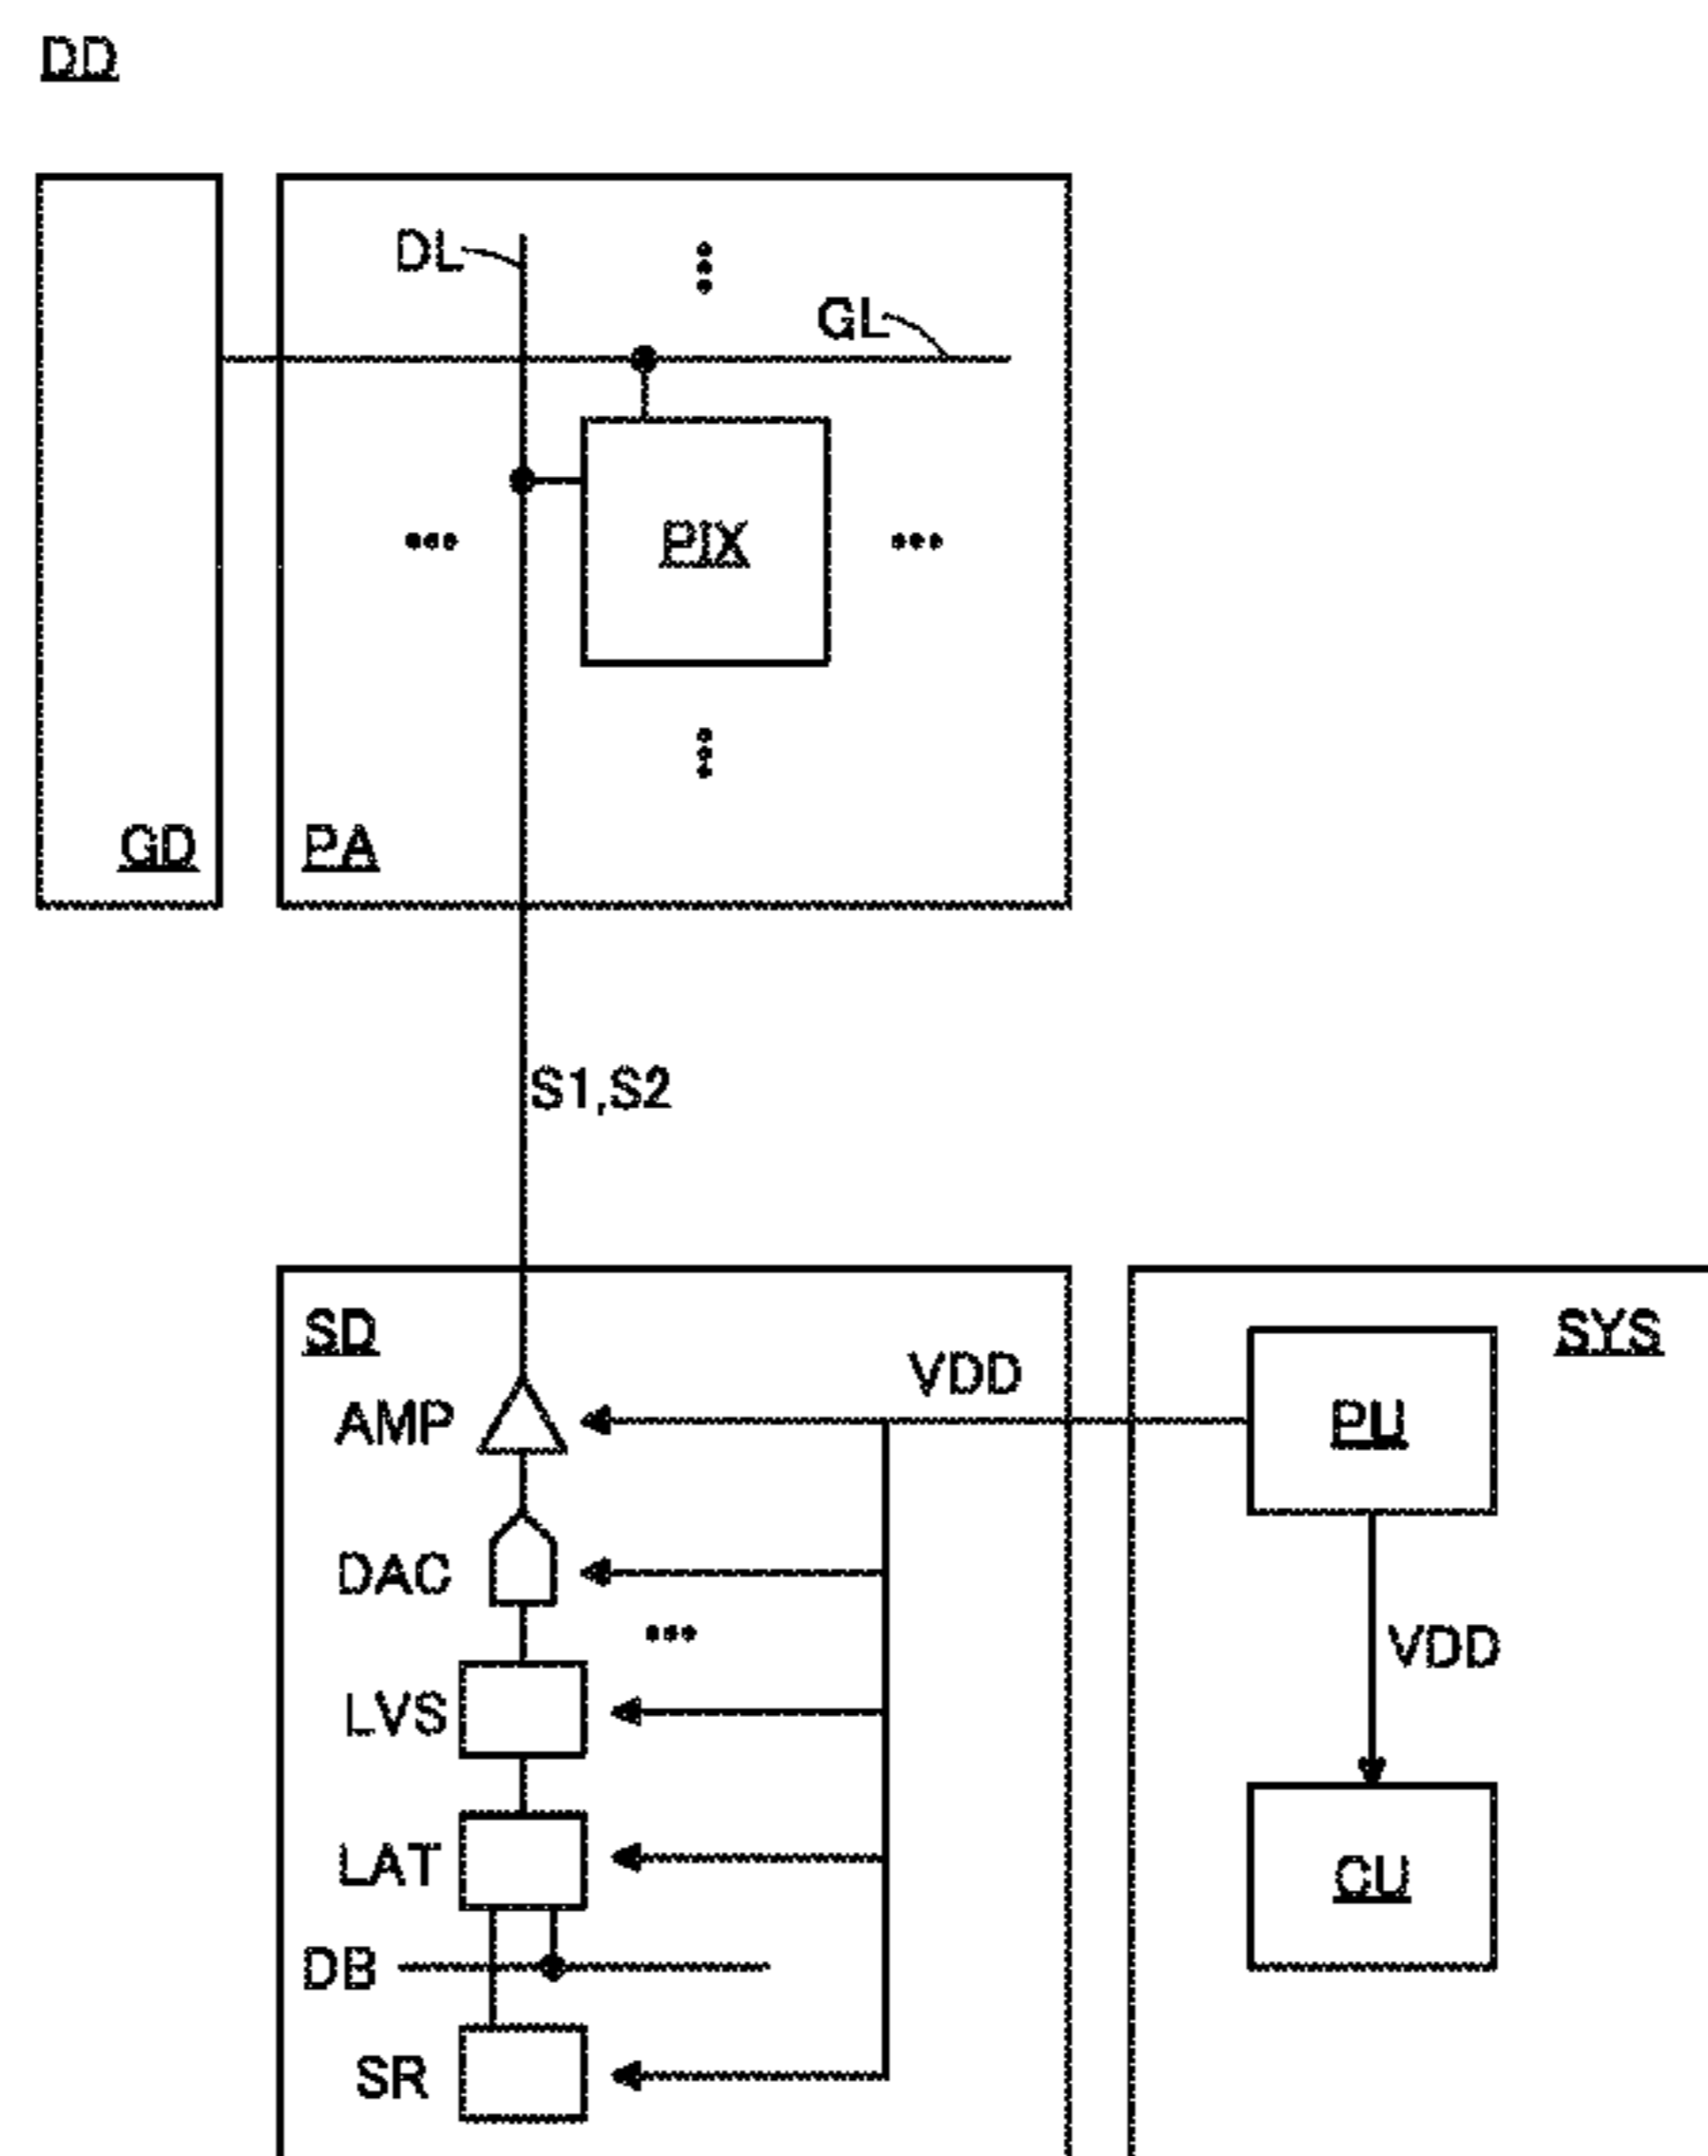 DD
DL
GL
PIX
GD
PA
S1,S2
SD
SYS
VDD
AMP
PU
DAC
VDD
LVS
LAT
CU
DB
SR